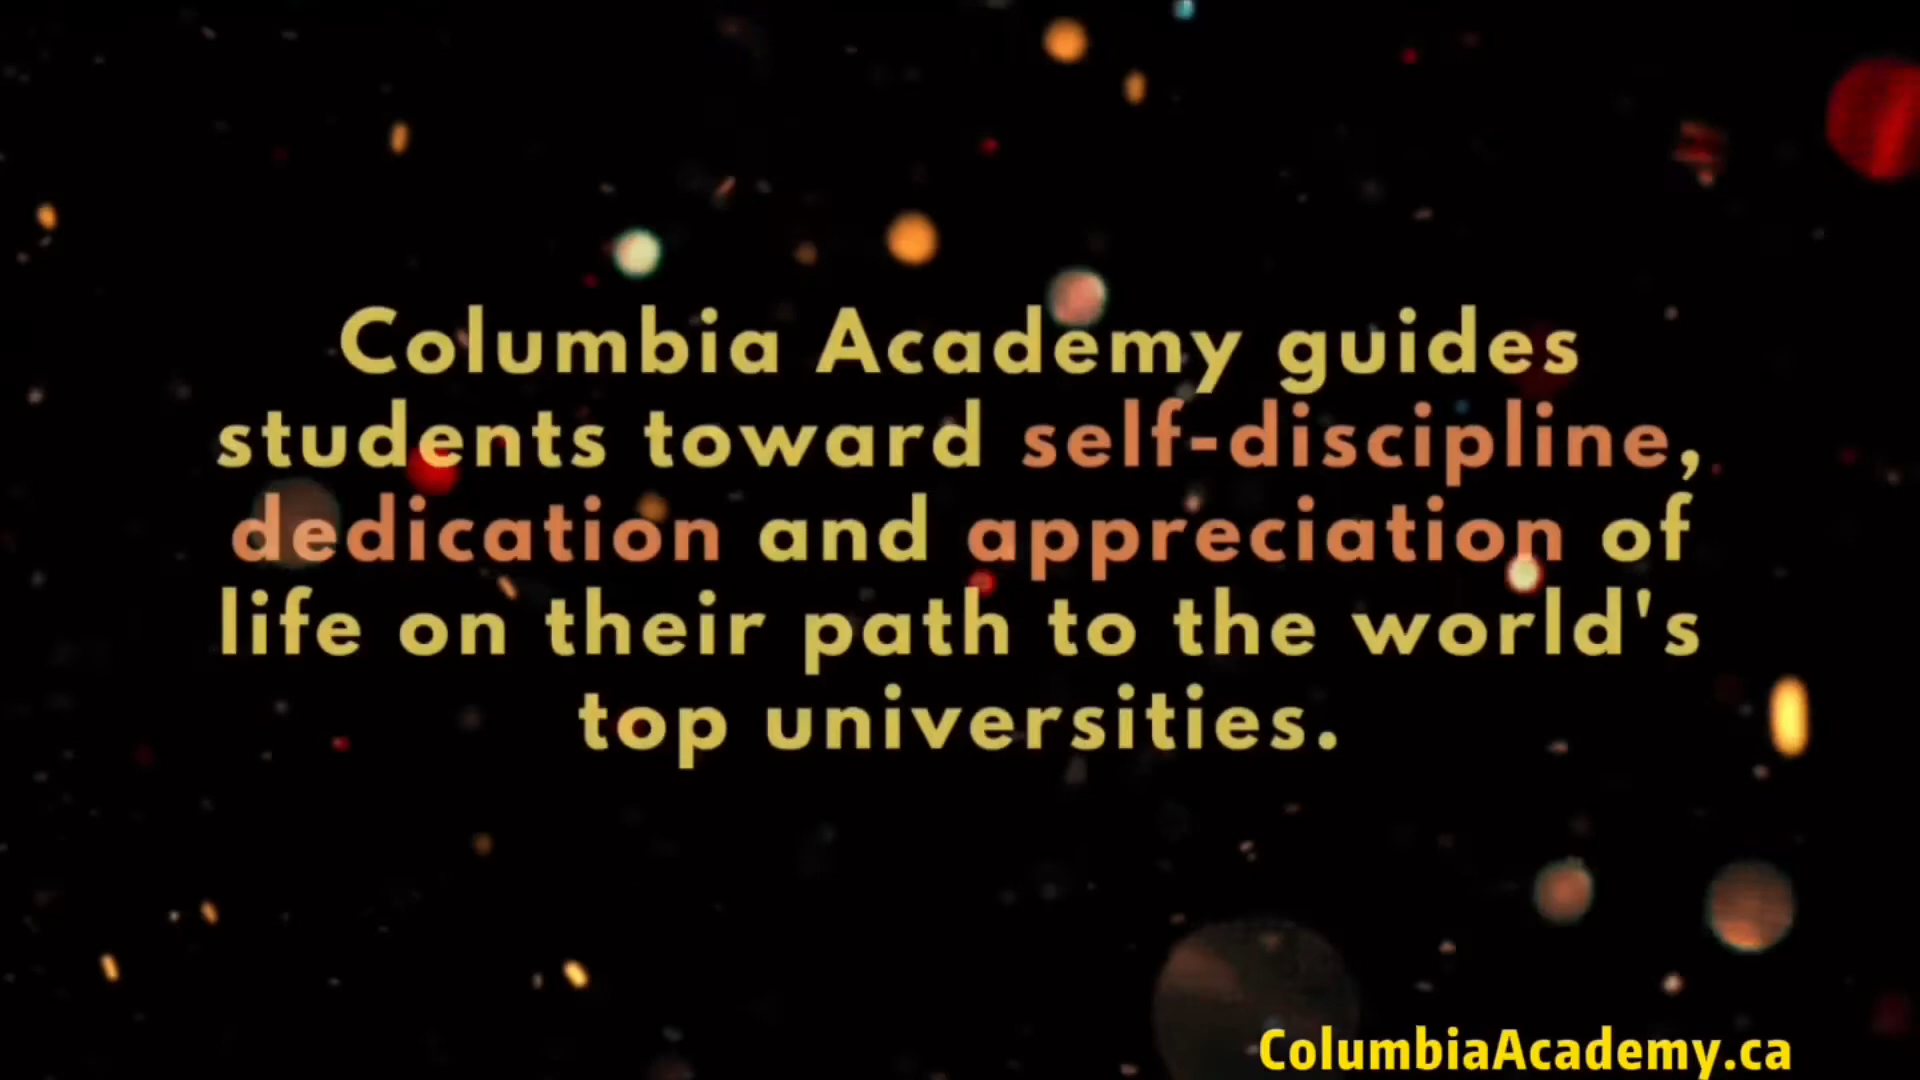 Columbia Academy guides
students toward self-discipline,
dedication and appreciation of
life on their path to the world's
top universities.
ColumbiaAcademy.ca